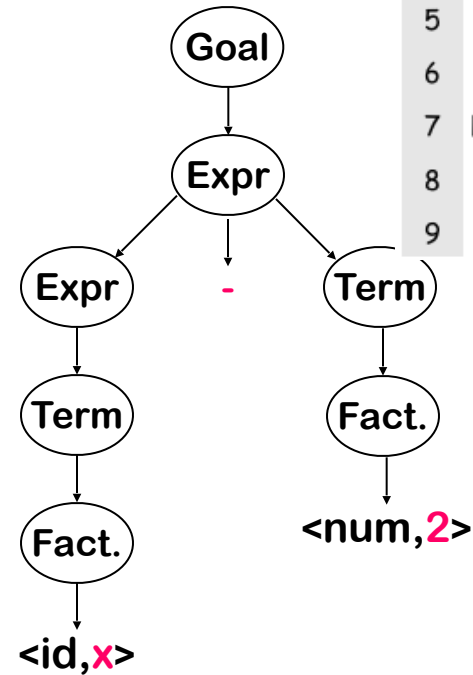 5
6
7
8
9
Goal
Expr
Expr
-
Term
Term
Fact.
Fact.
<num,2>
<id,x>